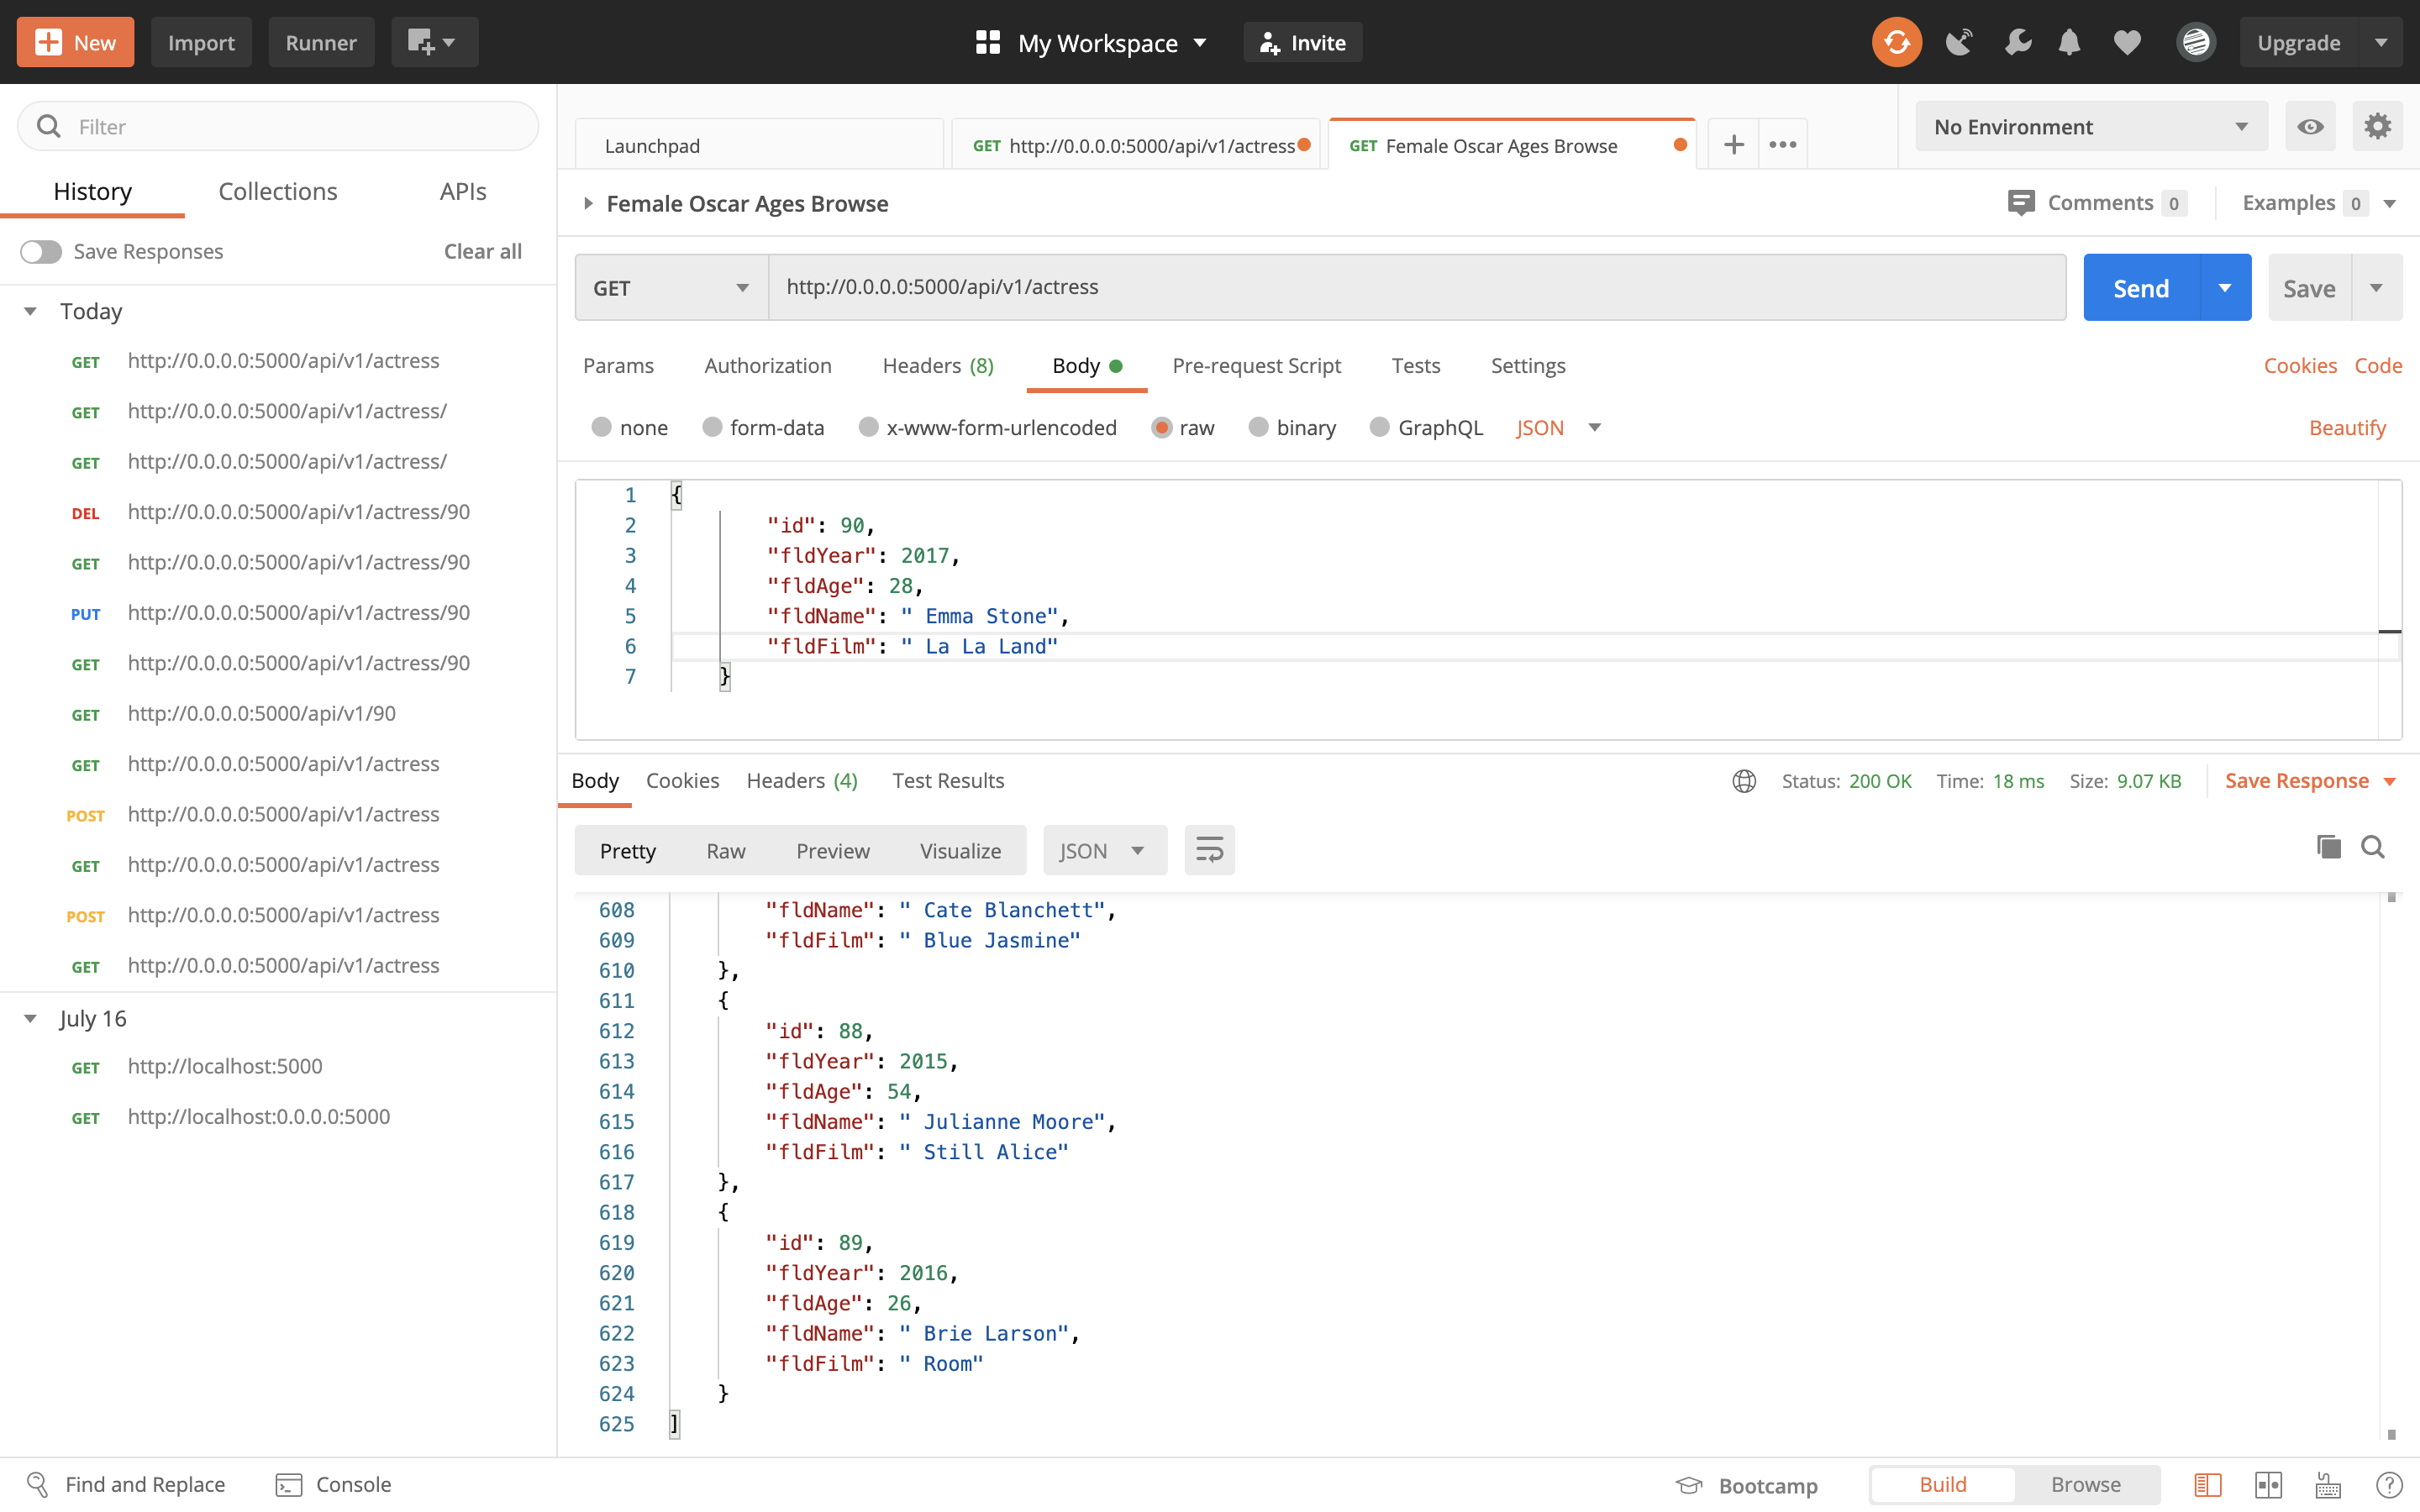 New
Import
Runner
My Workspace
Invite
Upgrade
Filter
History
Collections
APIs
Save Responses
Clear all
Today
GET http://0.0.0.0:5000/api/v1/actress
GET http://0.0.0.0:5000/api/v1/actress/
GET http://0.0.0.0:5000/api/v1/actress/
DEL http://0.0.0.0:5000/api/v1/actress/90
GET http://0.0.0.0:5000/api/v1/actress/90
PUT http://0.0.0.0:5000/api/v1/actress/90
GET http://0.0.0.0:5000/api/v1/actress/90
GET http://0.0.0.0:5000/api/v1/90
GET http://0.0.0.0:5000/api/v1/actress
POST http://0.0.0.0:5000/api/v1/actress
GET http://0.0.0.0:5000/api/v1/actress
POST http://0.0.0.0:5000/api/v1/actress
GET http://0.0.0.0:5000/api/v1/actress
July 16
GET http://localhost:5000
GET http://localhost:0.0.0.0:5000
Launchpad
GET http://0.0.0.0:5000/api/v1/actress
GET Female Oscar Ages Browse
No Environment
Female Oscar Ages Browse
Comments 0
Examples 0
GET
http://0.0.0.0:5000/api/v1/actress
Send
Save
Params
Authorization
Headers (8)
Body
Pre-request Script
Tests
Settings
Cookies
Code
none
form-data
x-www-form-urlencoded
raw
binary
GraphQL
JSON
Beautify
1 {
2 "id": 90,
3 "fldYear": 2017,
4 "fldAge": 28,
5 "fldName": " Emma Stone",
6 "fldFilm": " La La Land"
7 }
Body
Cookies
Headers (4)
Test Results
Status: 200 OK
Time: 18 ms
Size: 9.07 KB
Save Response
Pretty
Raw
Preview
Visualize
JSON
608 "fldName": " Cate Blanchett",
609 "fldFilm": " Blue Jasmine"
610 },
611 {
612 "id": 88,
613 "fldYear": 2015,
614 "fldAge": 54,
615 "fldName": " Julianne Moore",
616 "fldFilm": " Still Alice"
617 },
618 {
619 "id": 89,
620 "fldYear": 2016,
621 "fldAge": 26,
622 "fldName": " Brie Larson",
623 "fldFilm": " Room"
624 }
625 ]
Find and Replace
Console
Bootcamp
Build
Browse